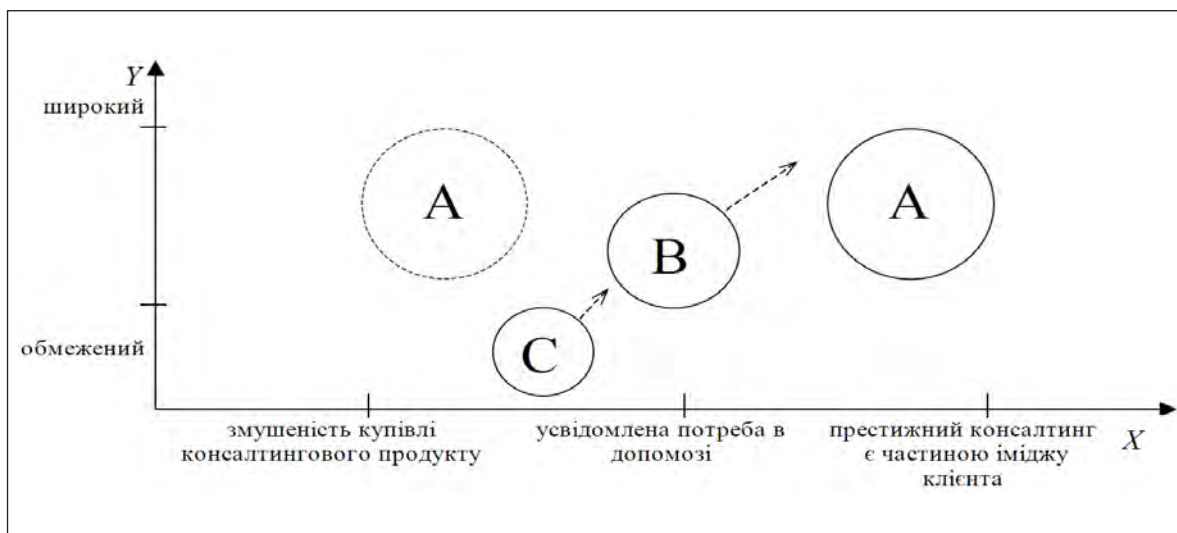 Y
широкий
A
A
B
C
обмежений
змушеність купівлі
консалтингового продукту
усвідомлена потреба в
допомозі
престижний консалтинг
є частиною іміджу
клієнта
X